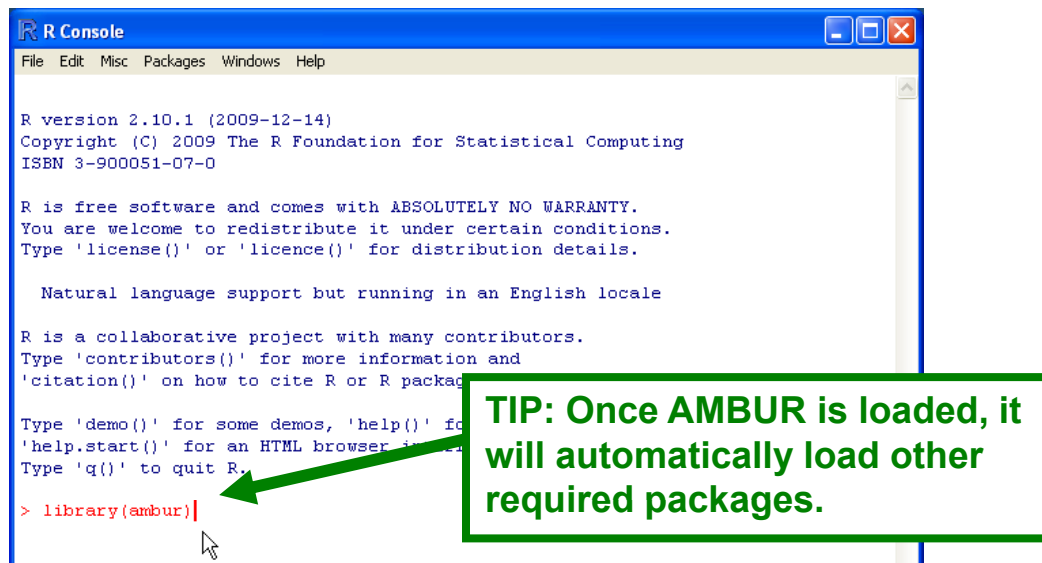 R Console
File Edit Misc Packages Windows Help
R version 2.10.1 (2009-12-14)
Copyright (C) 2009 The R Foundation for Statistical Computing
ISBN 3-900051-07-0
R is free software and comes with ABSOLUTELY NO WARRANTY.
You are welcome to redistribute it under certain conditions.
Type 'license()' or 'licence()' for distribution details.
Natural language support but running in an English locale
R is a collaborative project with many contributors.
Type 'contributors()' for more information and
'citation()' on how to cite R or R packag
Type 'demo()' for some demos, 'help()' fo
'help.start()' for an HTML browser
Type 'q()' to quit R.
> library(ambur)
TIP: Once AMBUR is loaded, it
will automatically load other
required packages.